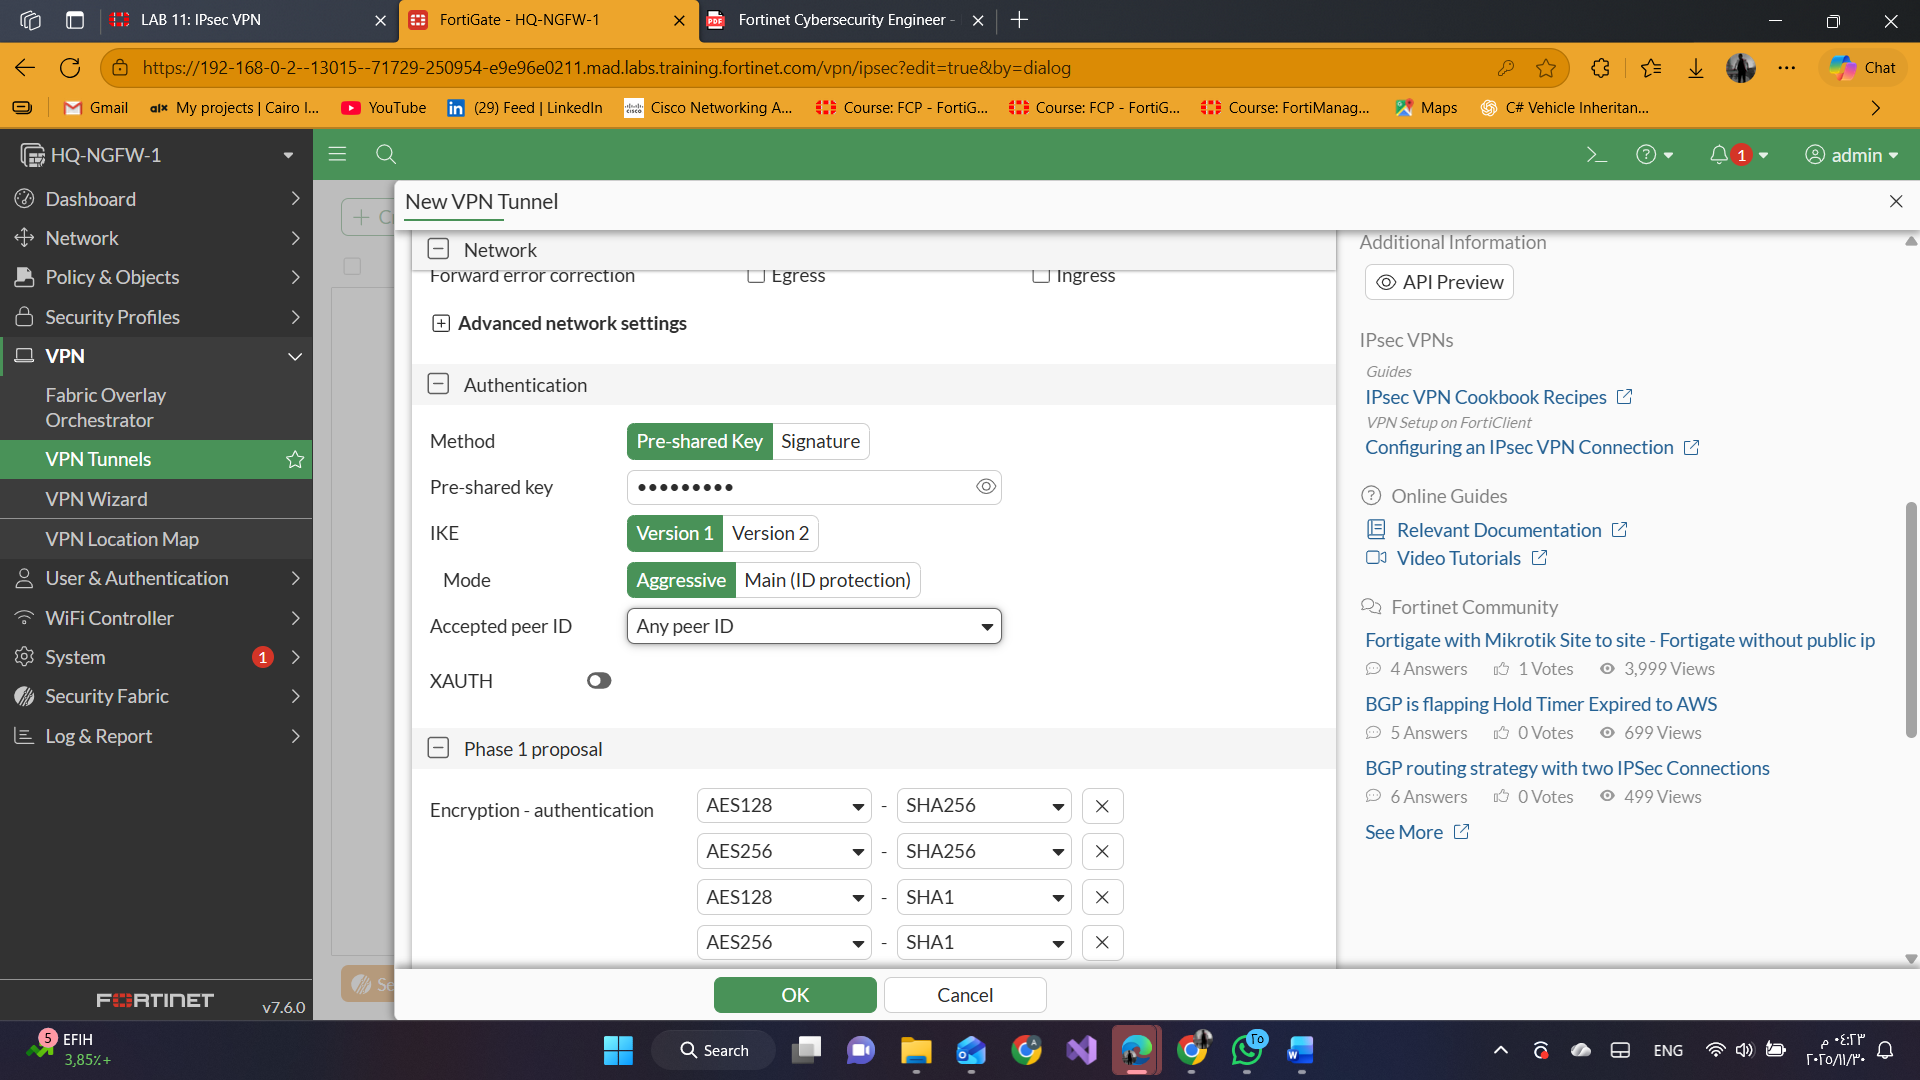 LAB 11: IPsec VPN
FortiGate - HQ-NGFW-1
Fortinet Cybersecurity Engineer -
https://192-168-0-2--13015--71729-250954-e9e96e0211.mad.labs.training.fortinet.com/vpn/ipsec?edit=true&by=dialog
Chat
Gmail
My projects | Cairo I...
YouTube
(29) Feed | LinkedIn
Cisco Networking A...
Course: FCP - FortiG...
Course: FCP - FortiG...
Course: FortiManag...
Maps
C# Vehicle Inheritan...
HQ-NGFW-1
1
admin
Dashboard
Network
Policy & Objects
Security Profiles
VPN
Fabric Overlay
Orchestrator
VPN Tunnels
VPN Wizard
VPN Location Map
User & Authentication
WiFi Controller
System
1
Security Fabric
Log & Report
FORTINET
v7.6.0
New VPN Tunnel
Network
Forward error correction
Egress
Ingress
Advanced network settings
Authentication
Method
Pre-shared Key
Signature
Pre-shared key
•••••••••
IKE
Version 1
Version 2
Mode
Aggressive
Main (ID protection)
Accepted peer ID
Any peer ID
XAUTH
Phase 1 proposal
Encryption - authentication
AES128 - SHA256
AES256 - SHA256
AES128 - SHA1
AES256 - SHA1
OK
Cancel
Additional Information
API Preview
IPsec VPNs
Guides
IPsec VPN Cookbook Recipes
VPN Setup on FortiClient
Configuring an IPsec VPN Connection
Online Guides
Relevant Documentation
Video Tutorials
Fortinet Community
Fortigate with Mikrotik Site to site - Fortigate without public ip
4 Answers 1 Votes 3,999 Views
BGP is flapping Hold Timer Expired to AWS
5 Answers 0 Votes 699 Views
BGP routing strategy with two IPSec Connections
6 Answers 0 Votes 499 Views
See More
5
EFIH
3,85٪+
Search
٢٥
ENG
٠٤:٢٣ م
٢٠٢٥/١١/٣٠